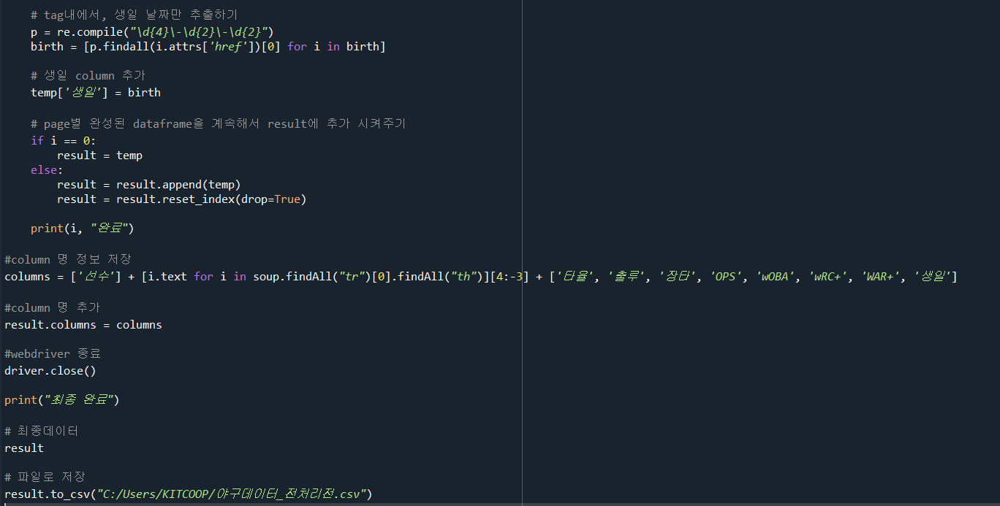 # tag내에서, 생일 날짜만 추출하기
p = re.compile("\d{4}\-\d{2}\-\d{2}")
birth = [p.findall(i.attrs['href'])[0] for i in birth]
# 생일 column 추가
temp['생일'] = birth
# page별 완성된 dataframe을 계속해서 result에 추가 시켜주기
if i == 0:
result = temp
else:
result = result.append(temp)
result = result.reset_index(drop=True)
print(i, "완료")
#column 명 정보 저장
columns = ['선수'] + [i.text for i in soup.findAll("tr")[0].findAll("th")][4:-3] + ['타율', '출루', '장타', 'OPS', 'wOBA', 'wRC+', 'WAR+', '생일']
#column 명 추가
result.columns = columns
#webdriver 종료
driver.close()
print("최종 완료")
# 최종데이터
result
# 파일로 저장
result.to_csv("C:/Users/KITCOOP/야구데이터_전처리전.csv")